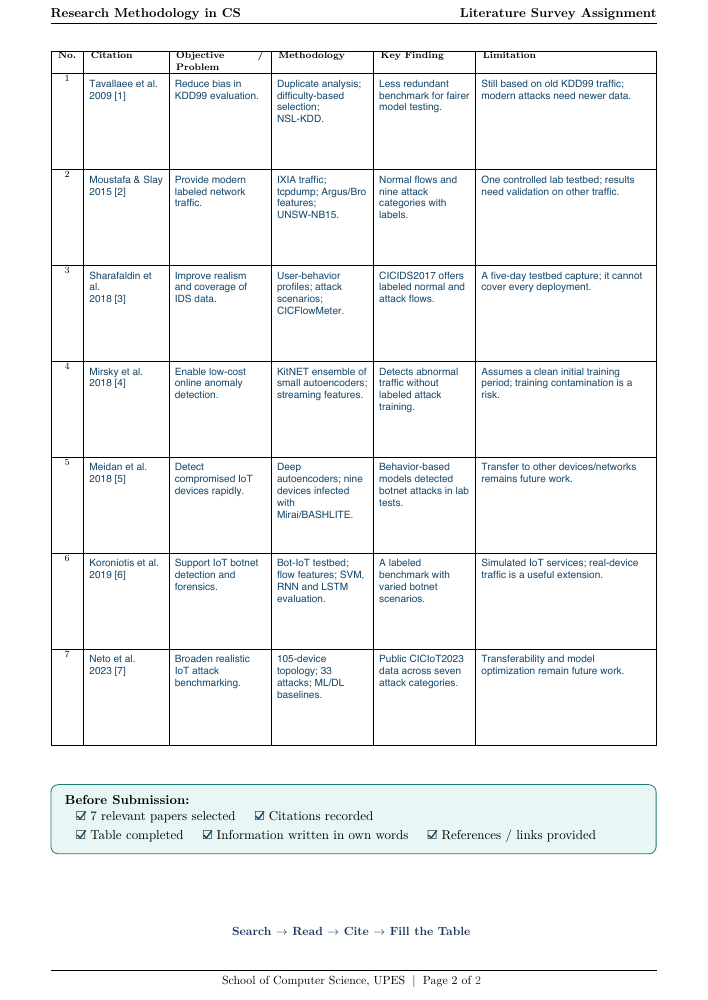 Research Methodology in CS Literature Survey Assignment
No. Citation Objective / Problem Methodology Key Finding Limitation
1
Tavallaee et al.
2009 [1]
Reduce bias in
KDD99 evaluation.
Duplicate analysis;
difficulty-based
selection;
NSL-KDD.
Less redundant
benchmark for fairer
model testing.
Still based on old KDD99 traffic;
modern attacks need newer data.
2
Moustafa & Slay
2015 [2]
Provide modern
labeled network
traffic.
IXIA traffic;
tcpdump; Argus/Bro
features;
UNSW-NB15.
Normal flows and
nine attack
categories with
labels.
One controlled lab testbed; results
need validation on other traffic.
3
Sharafaldin et
al.
2018 [3]
Improve realism
and coverage of
IDS data.
User-behavior
profiles; attack
scenarios;
CICFlowMeter.
CICIDS2017 offers
labeled normal and
attack flows.
A five-day testbed capture; it cannot
cover every deployment.
4
Mirsky et al.
2018 [4]
Enable low-cost
online anomaly
detection.
KitNET ensemble of
small autoencoders;
streaming features.
Detects abnormal
traffic without
labeled attack
training.
Assumes a clean initial training
period; training contamination is a
risk.
5
Meidan et al.
2018 [5]
Detect
compromised IoT
devices rapidly.
Deep
autoencoders; nine
devices infected
with
Mirai/BASHLITE.
Behavior-based
models detected
botnet attacks in lab
tests.
Transfer to other devices/networks
remains future work.
6
Koroniotis et al.
2019 [6]
Support IoT botnet
detection and
forensics.
Bot-IoT testbed;
flow features; SVM,
RNN and LSTM
evaluation.
A labeled
benchmark with
varied botnet
scenarios.
Simulated IoT services; real-device
traffic is a useful extension.
7
Neto et al.
2023 [7]
Broaden realistic
IoT attack
benchmarking.
105-device
topology; 33
attacks; ML/DL
baselines.
Public CICIoT2023
data across seven
attack categories.
Transferability and model
optimization remain future work.
Before Submission:
☑ 7 relevant papers selected ☑ Citations recorded
☑ Table completed ☑ Information written in own words ☑ References / links provided
Search → Read → Cite → Fill the Table
School of Computer Science, UPES | Page 2 of 2